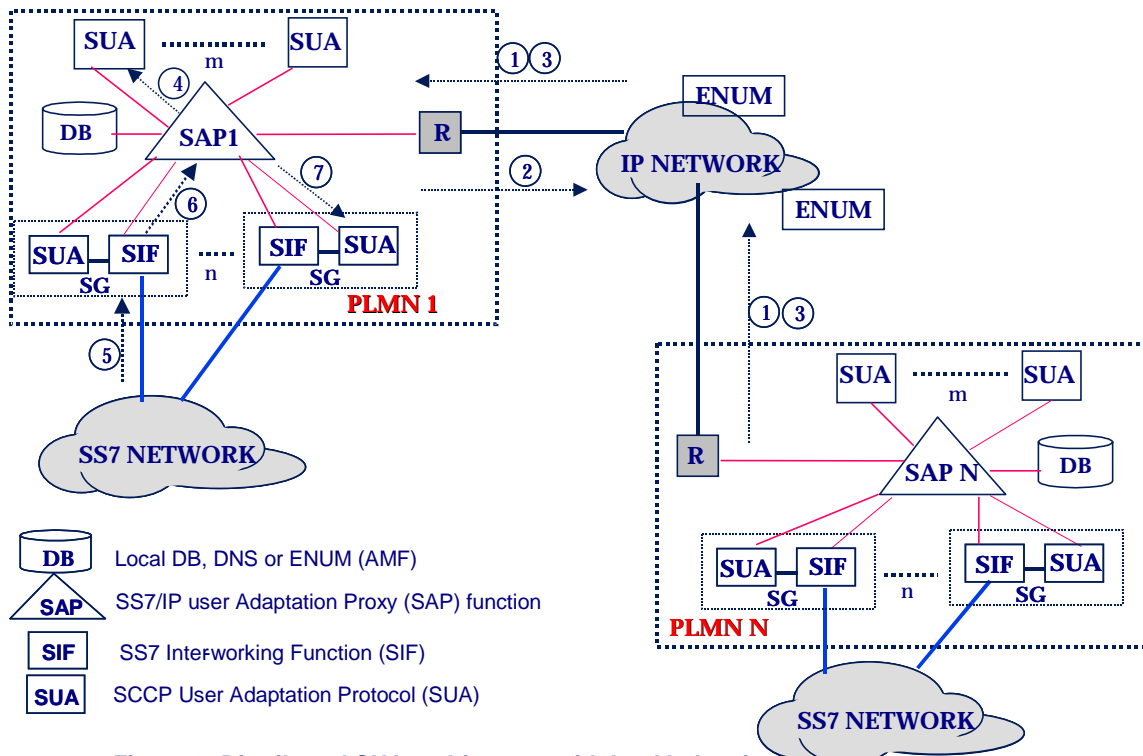 SUA
SUA
m
1 3
4
ENUM
DB
SAP1
R
IP NETWORK
7
2
6
ENUM
SUA
SIF
n
SIF
SUA
SG
SG
PLMN 1
1 3
5
SUA
SUA
m
SS7 NETWORK
R
SAP N
DB
DB
Local DB, DNS or ENUM (AMF)
SUA
SIF
n
SIF
SUA
SG
SG
SAP
SS7/IP user Adaptation Proxy (SAP) function
PLMN N
SIF
SS7 Inter-working Function (SIF)
SUA
SCCP User Adaptation Protocol (SUA)
SS7 NETWORK